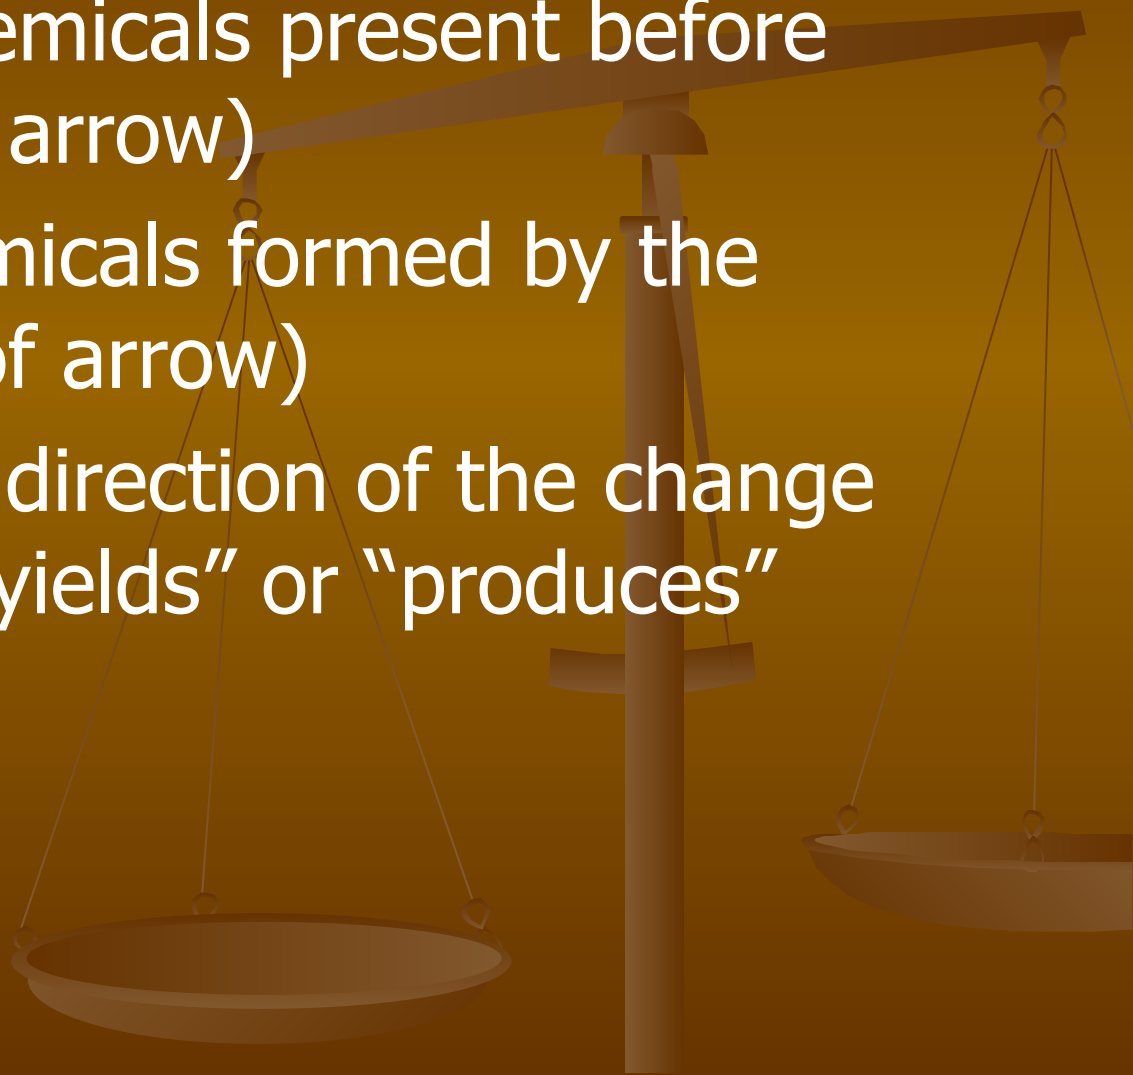 emicals present before
arrow)
micals formed by the
of arrow)
direction of the change
yields” or “produces”